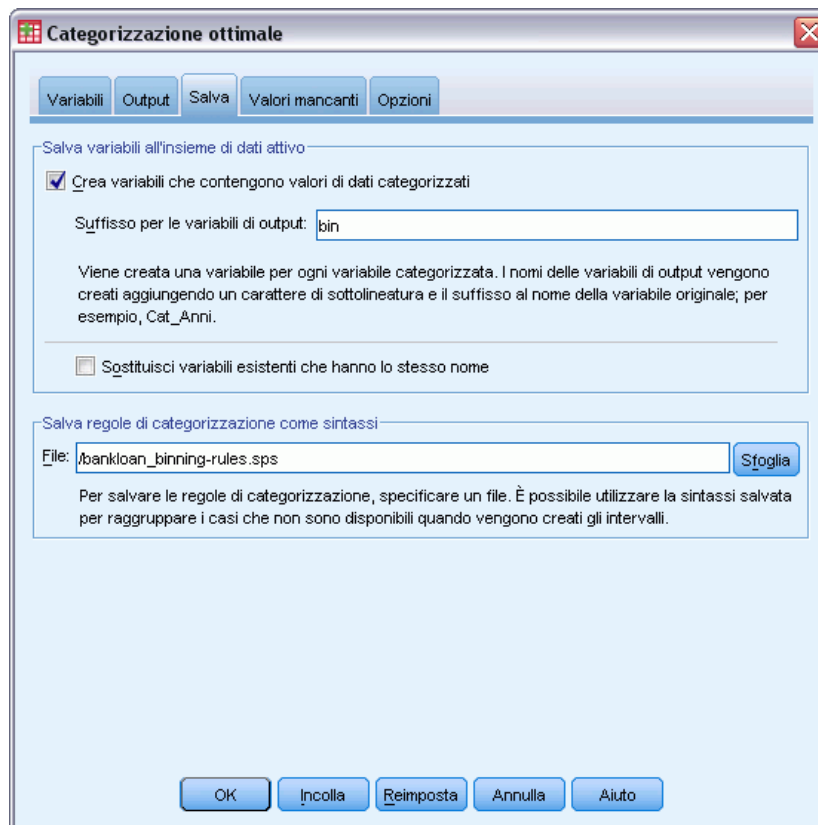 Categorizzazione ottimale
Variabili Output Salva Valori mancanti Opzioni
Salva variabili all'insieme di dati attivo
Crea variabili che contengono valori di dati categorizzati
Suffisso per le variabili di output: bin
Viene creata una variabile per ogni variabile categorizzata. I nomi delle variabili di output vengono
creati aggiungendo un carattere di sottolineatura e il suffisso al nome della variabile originale; per
esempio, Cat_Anni.
Sostituisci variabili esistenti che hanno lo stesso nome
Salva regole di categorizzazione come sintassi
File: /bankloan_binning-rules.sps Sfoglia
Per salvare le regole di categorizzazione, specificare un file. È possibile utilizzare la sintassi salvata
per raggruppare i casi che non sono disponibili quando vengono creati gli intervalli.
OK Incolla Reimposta Annulla Aiuto